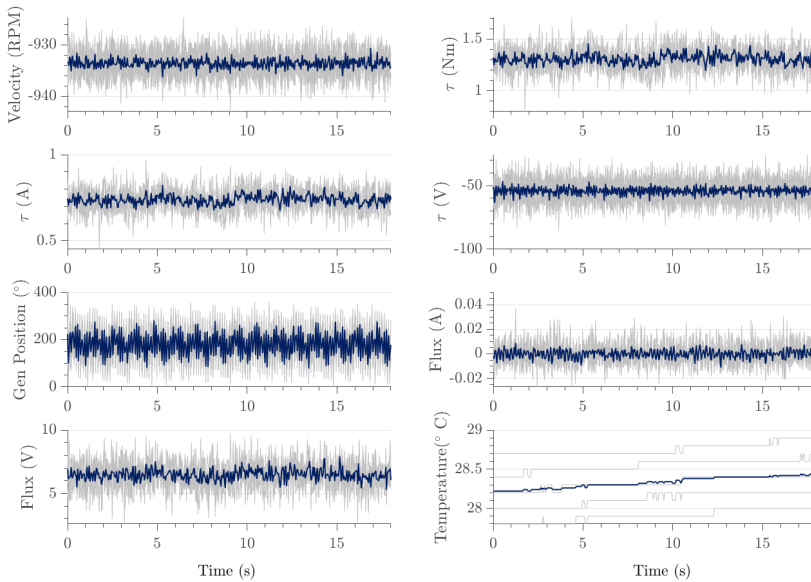 Velocity (RPM)
-930
-940
0 5 10 15
τ (Nm)
1.5
1
0 5 10 15
τ (A)
1
0.5
0 5 10 15
τ (V)
-50
-100
0 5 10 15
Gen Position (°)
400
200
0
0 5 10 15
Flux (A)
0.04
0.02
0
-0.02
0 5 10 15
Flux (V)
10
5
0 5 10 15
Time (s)
Temperature(° C)
29
28.5
28
0 5 10 15
Time (s)